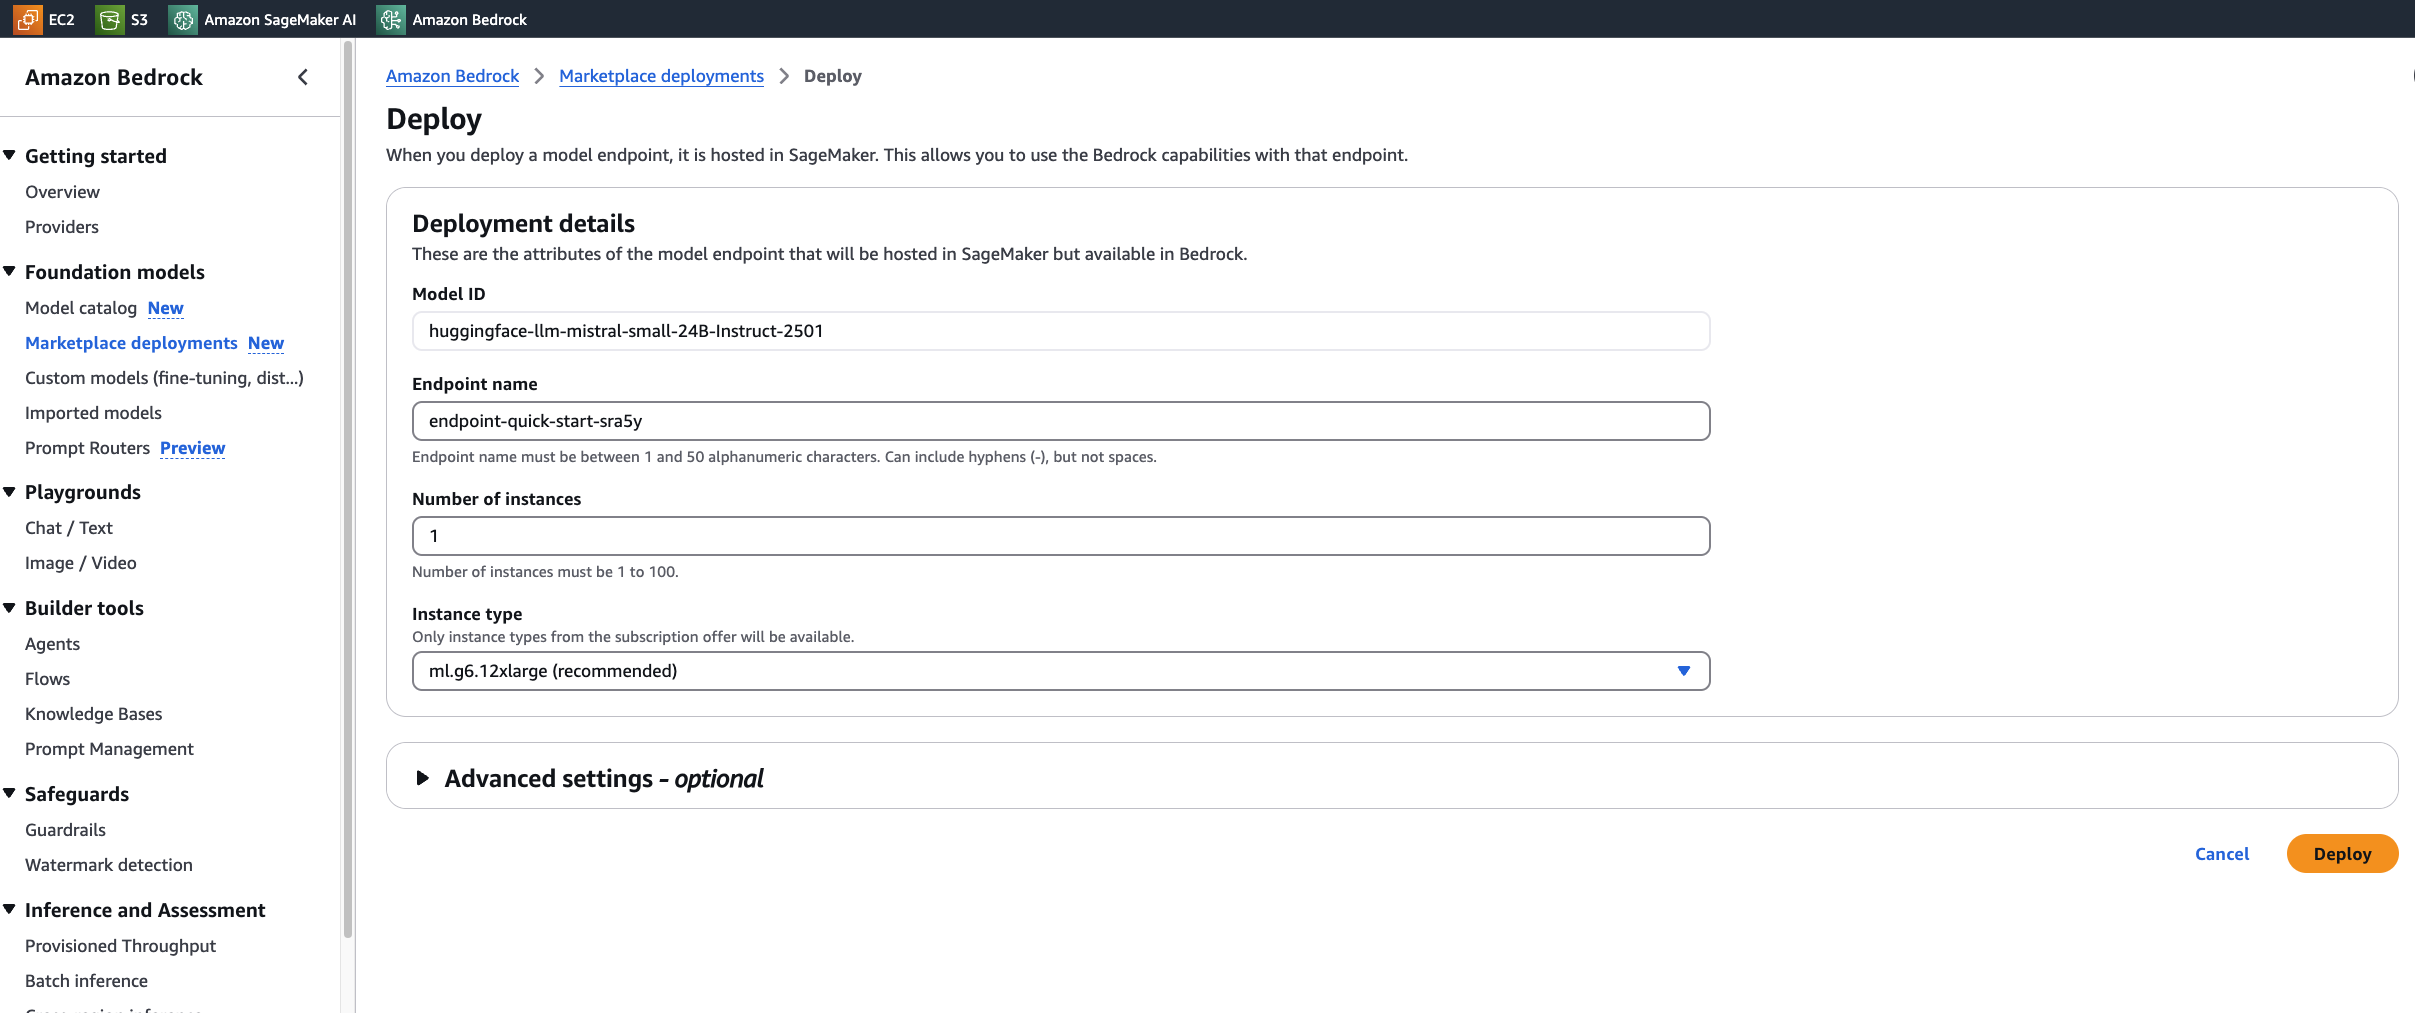 EC2 S3 Amazon SageMaker AI Amazon Bedrock
Amazon Bedrock
Getting started
Overview
Providers
Foundation models
Model catalog New
Marketplace deployments New
Custom models (fine-tuning, dist...)
Imported models
Prompt Routers Preview
Playgrounds
Chat / Text
Image / Video
Builder tools
Agents
Flows
Knowledge Bases
Prompt Management
Safeguards
Guardrails
Watermark detection
Inference and Assessment
Provisioned Throughput
Batch inference
Amazon Bedrock > Marketplace deployments > Deploy
Deploy
When you deploy a model endpoint, it is hosted in SageMaker. This allows you to use the Bedrock capabilities with that endpoint.
Deployment details
These are the attributes of the model endpoint that will be hosted in SageMaker but available in Bedrock.
Model ID
huggingface-llm-mistral-small-24B-Instruct-2501
Endpoint name
endpoint-quick-start-sra5y
Endpoint name must be between 1 and 50 alphanumeric characters. Can include hyphens (-), but not spaces.
Number of instances
1
Number of instances must be 1 to 100.
Instance type
Only instance types from the subscription offer will be available.
ml.g6.12xlarge (recommended)
Advanced settings - optional
Cancel
Deploy